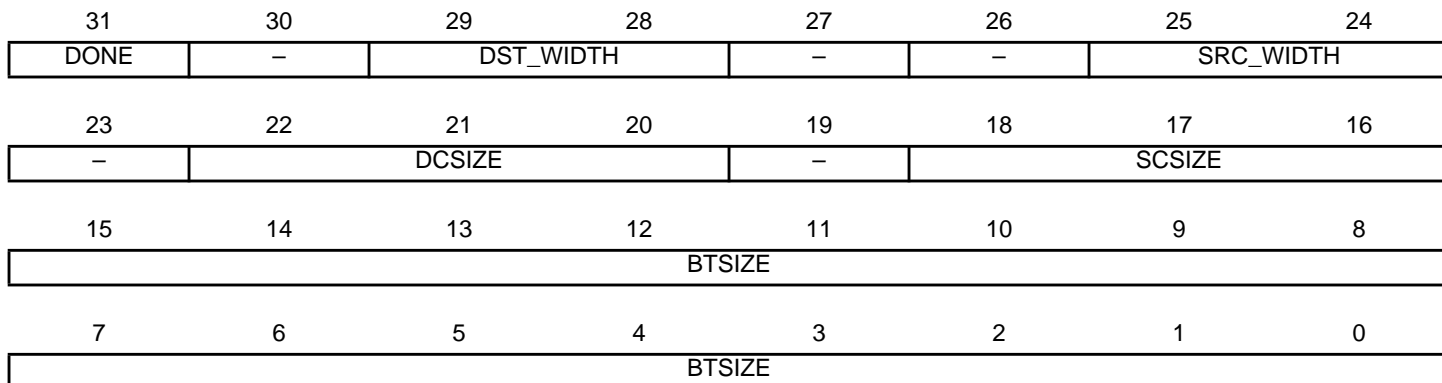 31 30 29 28 27 26 25 24
DONE – DST_WIDTH – – SRC_WIDTH
23 22 21 20 19 18 17 16
– DCSIZE – SCSIZE
15 14 13 12 11 10 9 8
BTSIZE
7 6 5 4 3 2 1 0
BTSIZE